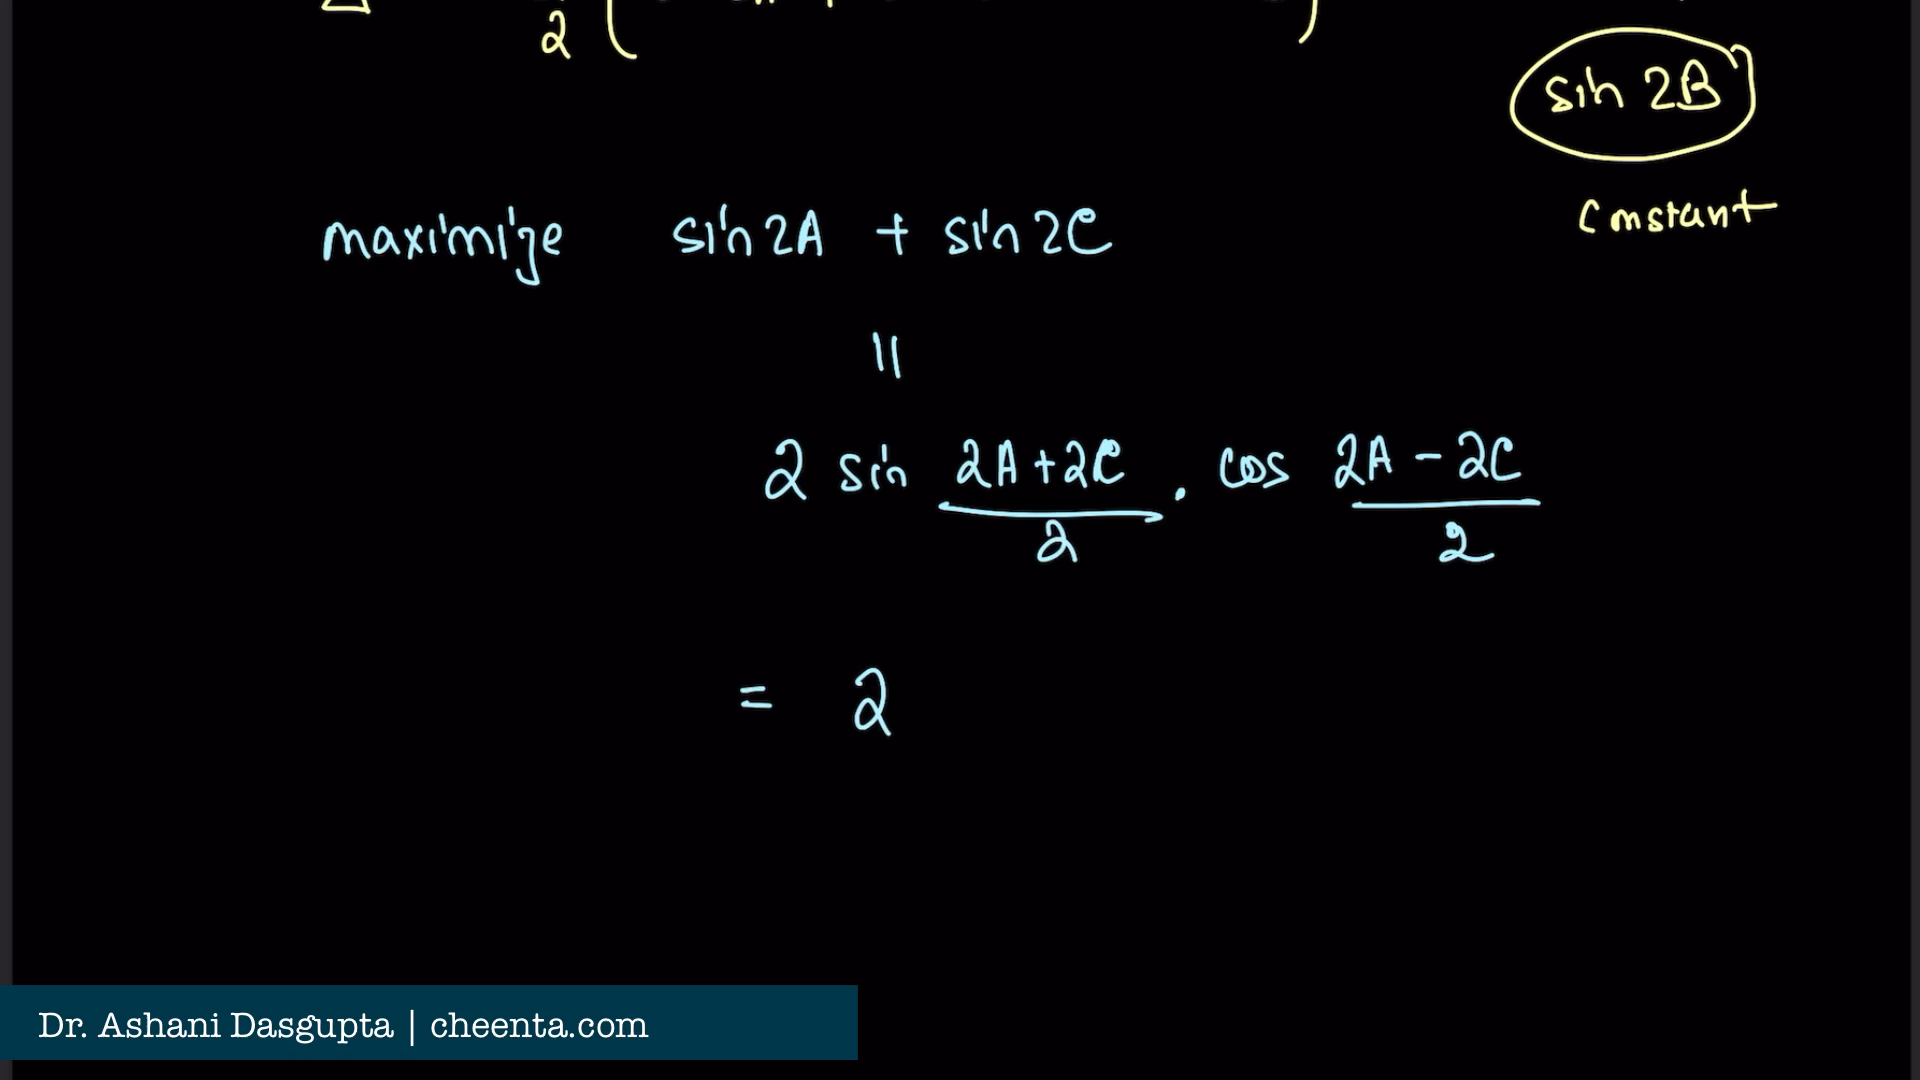 2 ( )
sin 2B
constant
maximize sin 2A + sin 2C
=
2 sin (2A+2C)/2 . cos (2A - 2C)/2
= 2
Dr. Ashani Dasgupta | cheenta.com